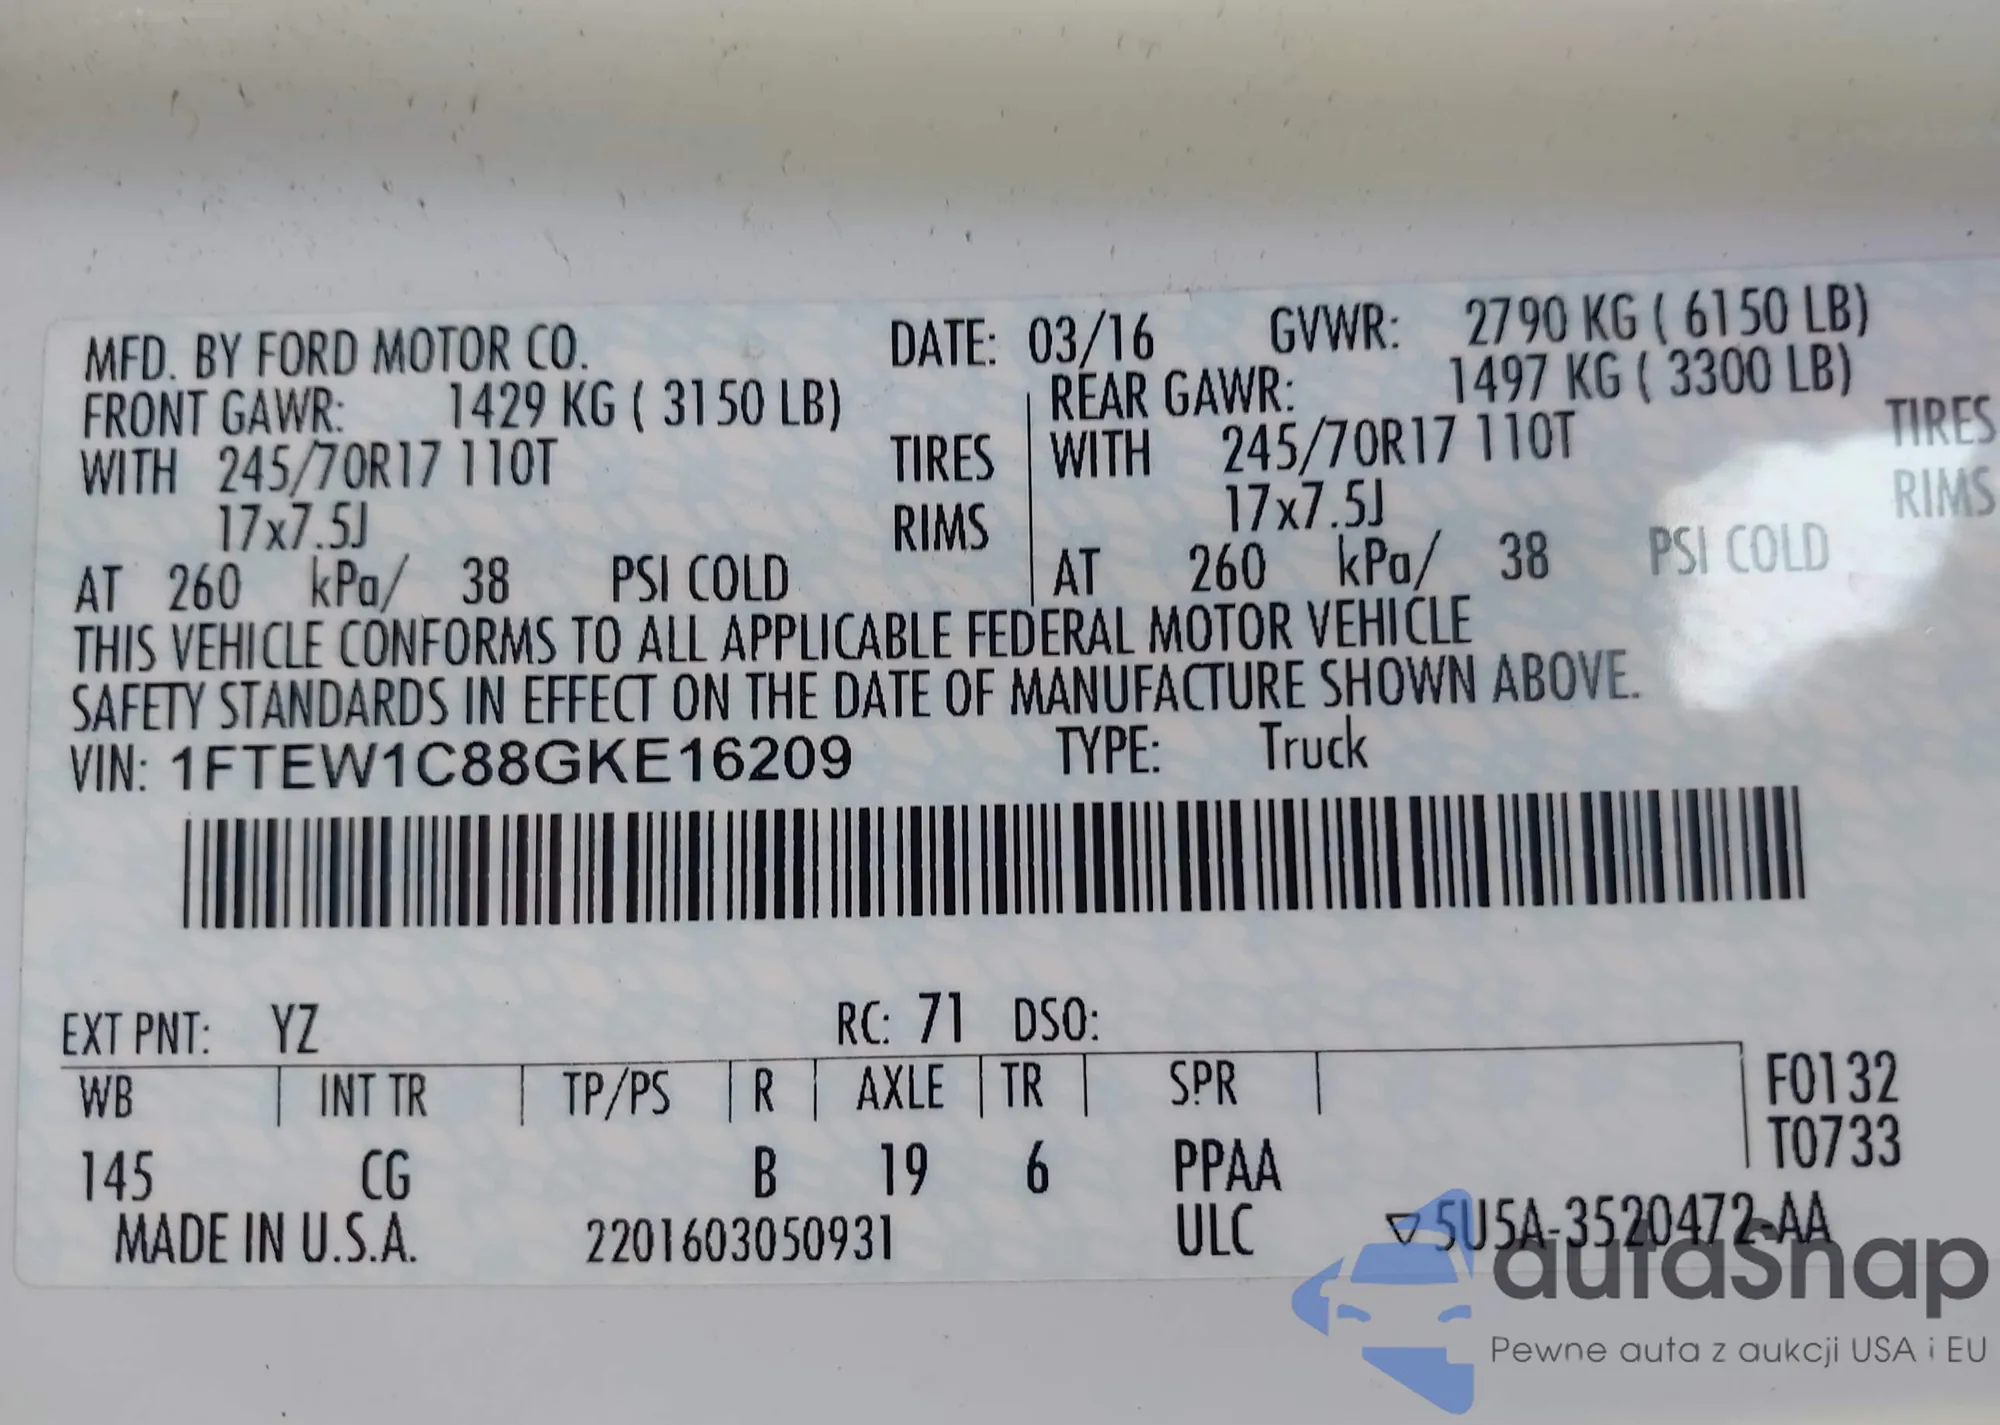 MFD. BY FORD MOTOR CO. DATE: 03/16 GVWR: 2790 KG ( 6150 LB)
FRONT GAWR: 1429 KG ( 3150 LB) REAR GAWR: 1497 KG ( 3300 LB)
WITH 245/70R17 110T TIRES WITH 245/70R17 110T TIRES
17x7.5J RIMS 17x7.5J RIMS
AT 260 kPa/ 38 PSI COLD AT 260 kPa/ 38 PSI COLD
THIS VEHICLE CONFORMS TO ALL APPLICABLE FEDERAL MOTOR VEHICLE
SAFETY STANDARDS IN EFFECT ON THE DATE OF MANUFACTURE SHOWN ABOVE.
VIN: 1FTEW1C88GKE16209 TYPE: Truck
EXT PNT: YZ RC: 71 DSO:
WB INT TR TP/PS R AXLE TR SPR F0132
T0733
145 CG B 19 6 PPAA
MADE IN U.S.A. 2201603050931 ULC ▽5U5A-3520472-AA
autaSnap
Pewne auta z aukcji USA i EU